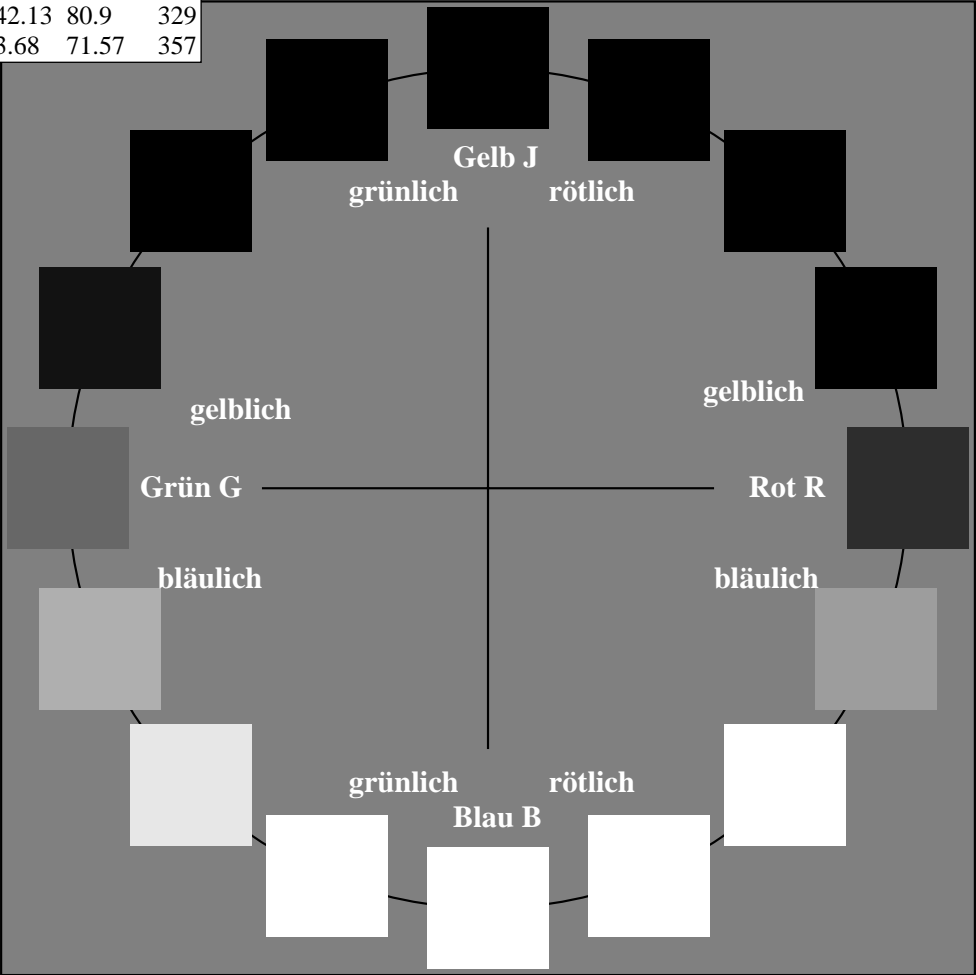 42.13 80.9 329
3.68 71.57 357
Gelb J
grünlich rötlich
gelblich
gelblich
Grün G Rot R
bläulich bläulich
grünlich rötlich
Blau B